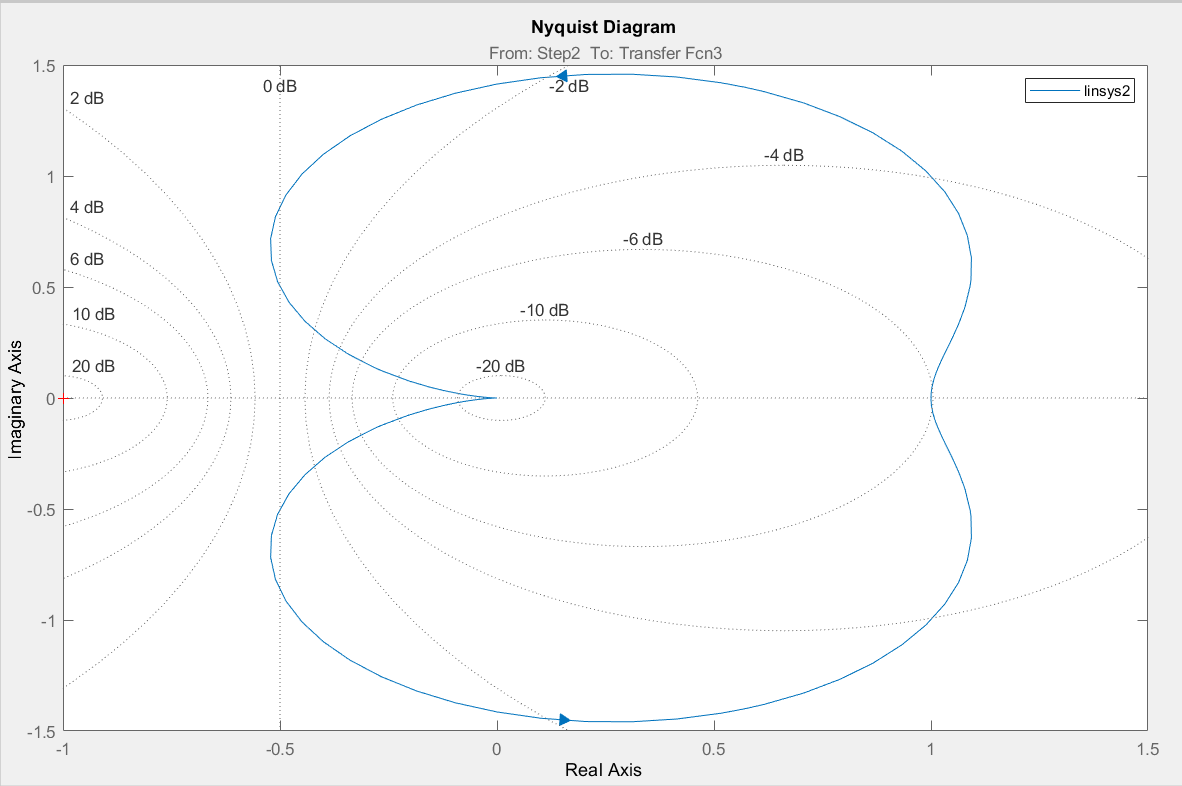 Nyquist Diagram
From: Step2 To: Transfer Fcn3
1.5
2 dB
0 dB
-2 dB
linsys2
-4 dB
1
4 dB
-6 dB
6 dB
0.5
10 dB
-10 dB
20 dB
-20 dB
0
-0.5
-1
-1.5
Imaginary Axis
-1
-0.5
0
0.5
1
1.5
Real Axis